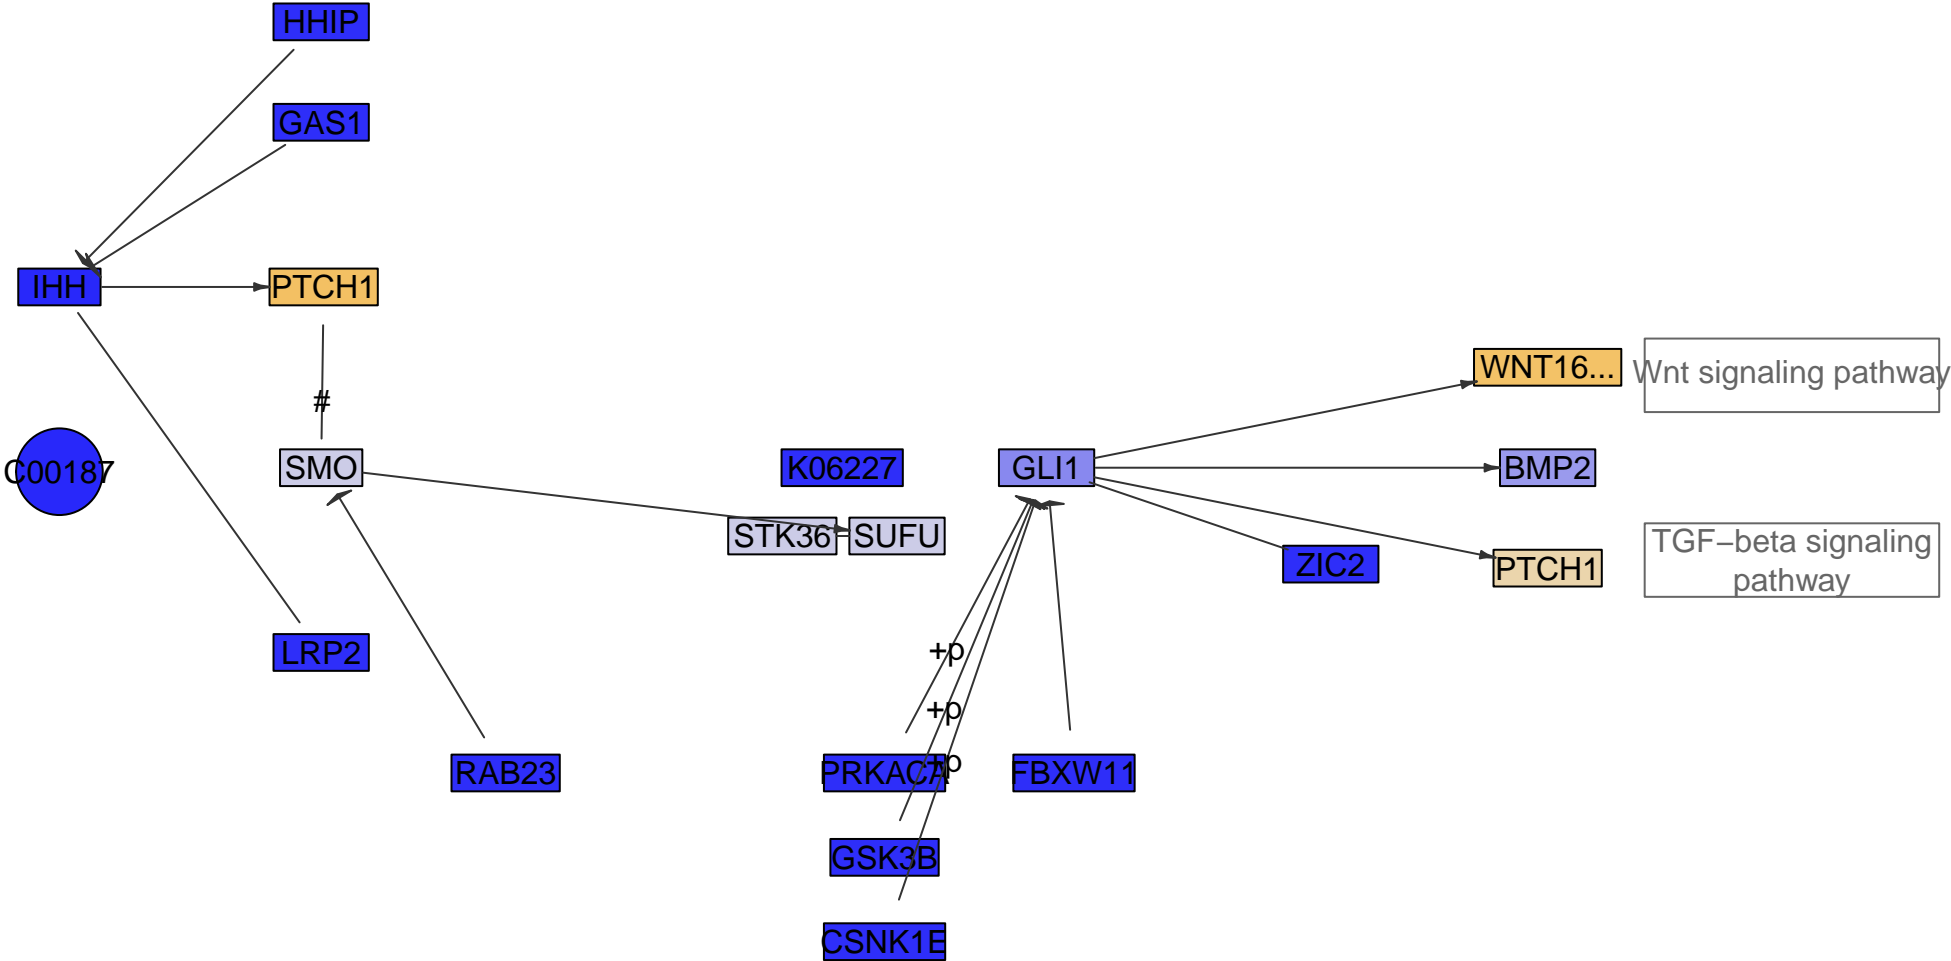 HHIP
GAS1
IHH
PTCH1
WNT16...
Wnt signaling pathway
#
C00187
SMO
K06227
GLI1
BMP2
STK36
SUFU
ZIC2
PTCH1
TGF−beta signaling
pathway
LRP2
+p
+p
+p
RAB23
PRKACA
FBXW11
GSK3B
CSNK1E